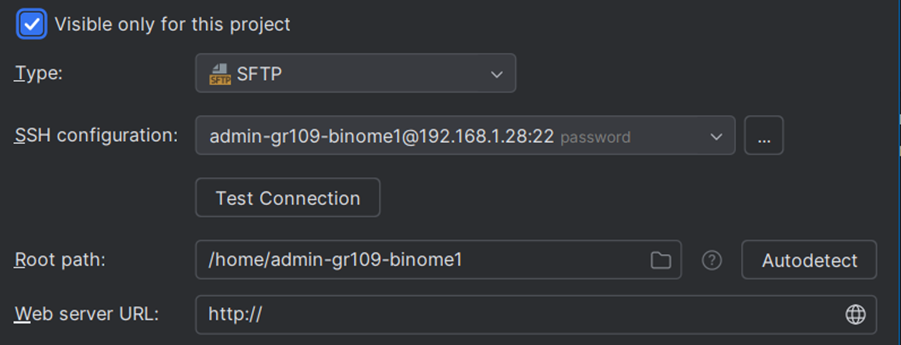 Visible only for this project
Type: SFTP SFTP
SSH configuration: admin-gr109-binome1@192.168.1.28:22 password ...
Test Connection
Root path: /home/admin-gr109-binome1 ? Autodetect
Web server URL: http://